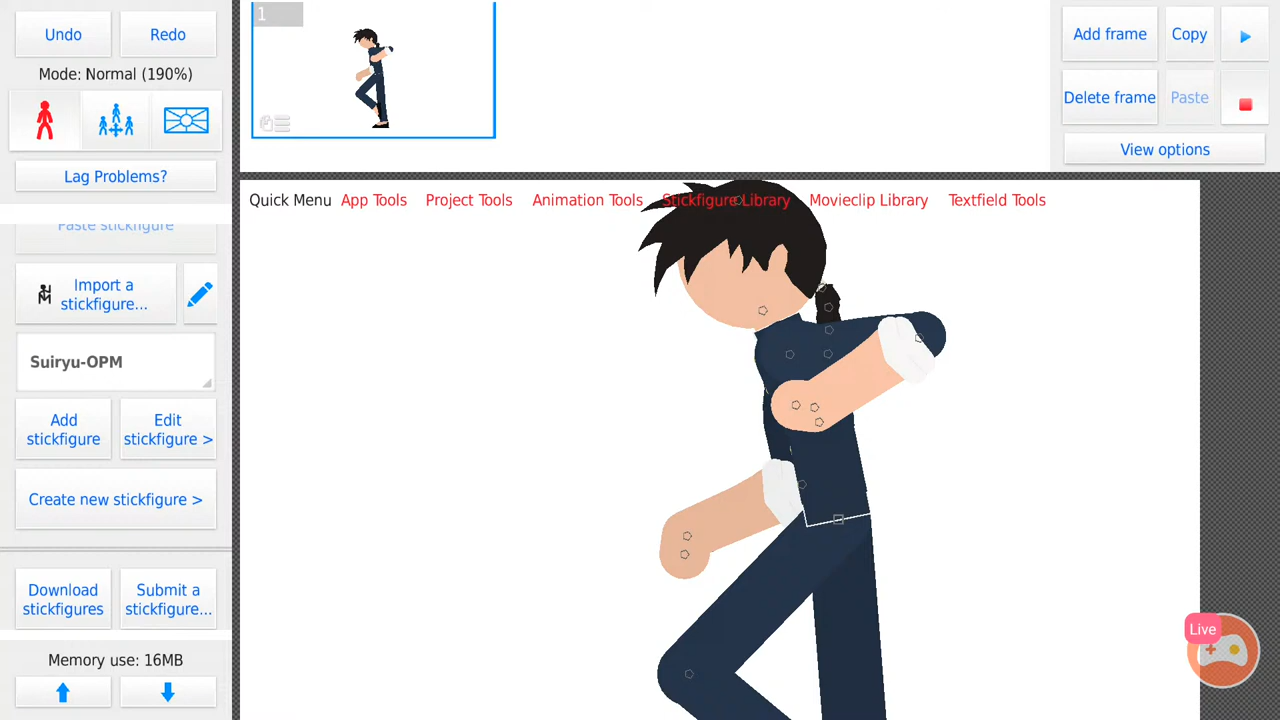 Undo
Redo
Mode: Normal (190%)
Lag Problems?
Paste stickfigure
Import a
stickfigure...
Suiryu-OPM
Add
stickfigure
Edit
stickfigure >
Create new stickfigure >
Download
stickfigures
Submit a
stickfigure...
Memory use: 16MB
1
Add frame
Copy
Delete frame
Paste
View options
Quick Menu
App Tools
Project Tools
Animation Tools
Stickfigure Library
Movieclip Library
Textfield Tools
Live